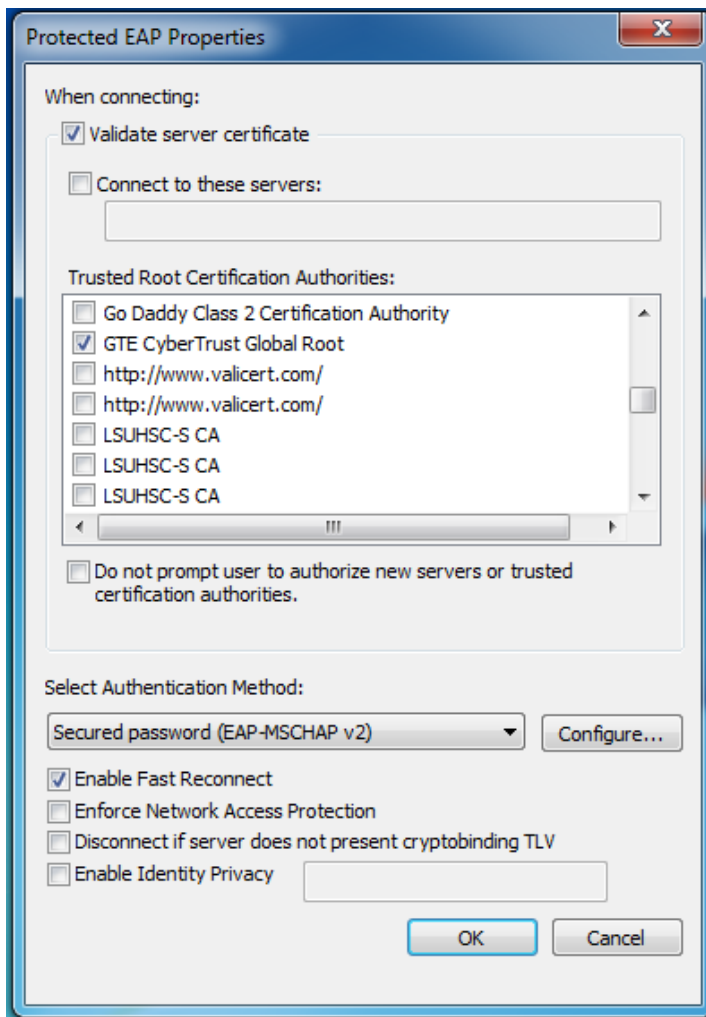 Protected EAP Properties
When connecting:
Validate server certificate
Connect to these servers:
Trusted Root Certification Authorities:
Go Daddy Class 2 Certification Authority
GTE CyberTrust Global Root
http://www.valicert.com/
http://www.valicert.com/
LSUHSC-S CA
LSUHSC-S CA
LSUHSC-S CA
Do not prompt user to authorize new servers or trusted
certification authorities.
Select Authentication Method:
Secured password (EAP-MSCHAP v2)
Configure...
Enable Fast Reconnect
Enforce Network Access Protection
Disconnect if server does not present cryptobinding TLV
Enable Identity Privacy
OK
Cancel